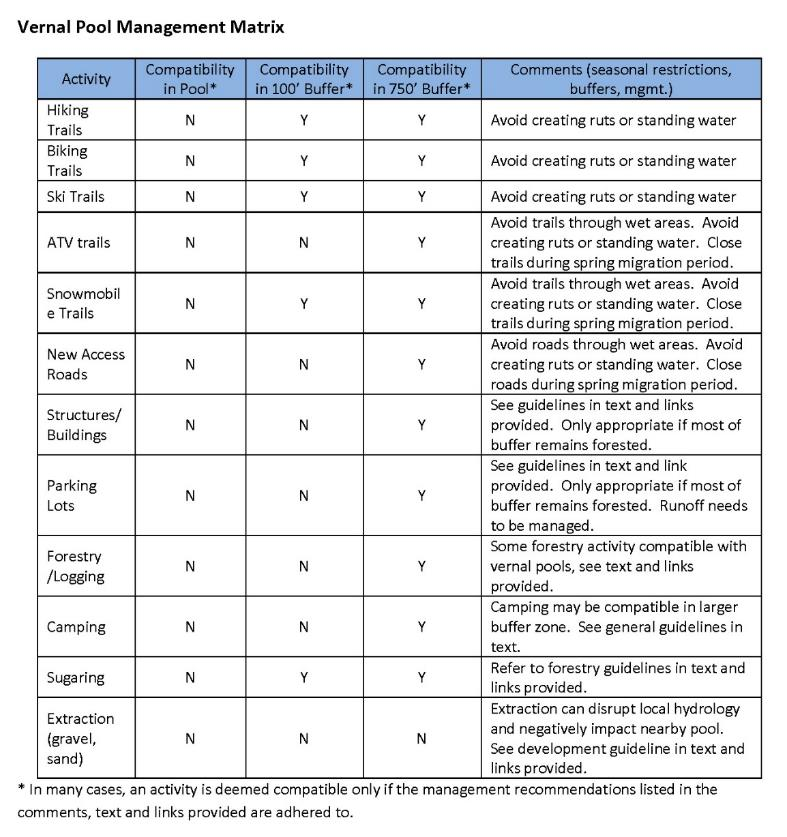 Vernal Pool Management Matrix
Activity
Compatibility
in Pool*
Compatibility
in 100' Buffer*
Compatibility
in 750' Buffer*
Comments (seasonal restrictions,
buffers, mgmt.)
Hiking
Trails
N
Y
Y
Avoid creating ruts or standing water
Biking
Trails
N
Y
Y
Avoid creating ruts or standing water
Ski Trails
N
Y
Y
Avoid creating ruts or standing water
ATV trails
N
N
Y
Avoid trails through wet areas. Avoid
creating ruts or standing water. Close
trails during spring migration period.
Snowmobil
e Trails
N
Y
Y
Avoid trails through wet areas. Avoid
creating ruts or standing water. Close
trails during spring migration period.
New Access
Roads
N
N
Y
Avoid roads through wet areas. Avoid
creating ruts or standing water. Close
roads during spring migration period.
Structures/
Buildings
N
N
Y
See guidelines in text and links
provided. Only appropriate if most of
buffer remains forested.
Parking
Lots
N
N
Y
See guidelines in text and link
provided. Only appropriate if most of
buffer remains forested. Runoff needs
to be managed.
Forestry
/Logging
N
N
Y
Some forestry activity compatible with
vernal pools, see text and links
provided.
Camping
N
N
Y
Camping may be compatible in larger
buffer zone. See general guidelines in
text.
Sugaring
N
Y
Y
Refer to forestry guidelines in text and
links provided.
Extraction
(gravel,
sand)
N
N
N
Extraction can disrupt local hydrology
and negatively impact nearby pool.
See development guideline in text and
links provided.
* In many cases, an activity is deemed compatible only if the management recommendations listed in the
comments, text and links provided are adhered to.